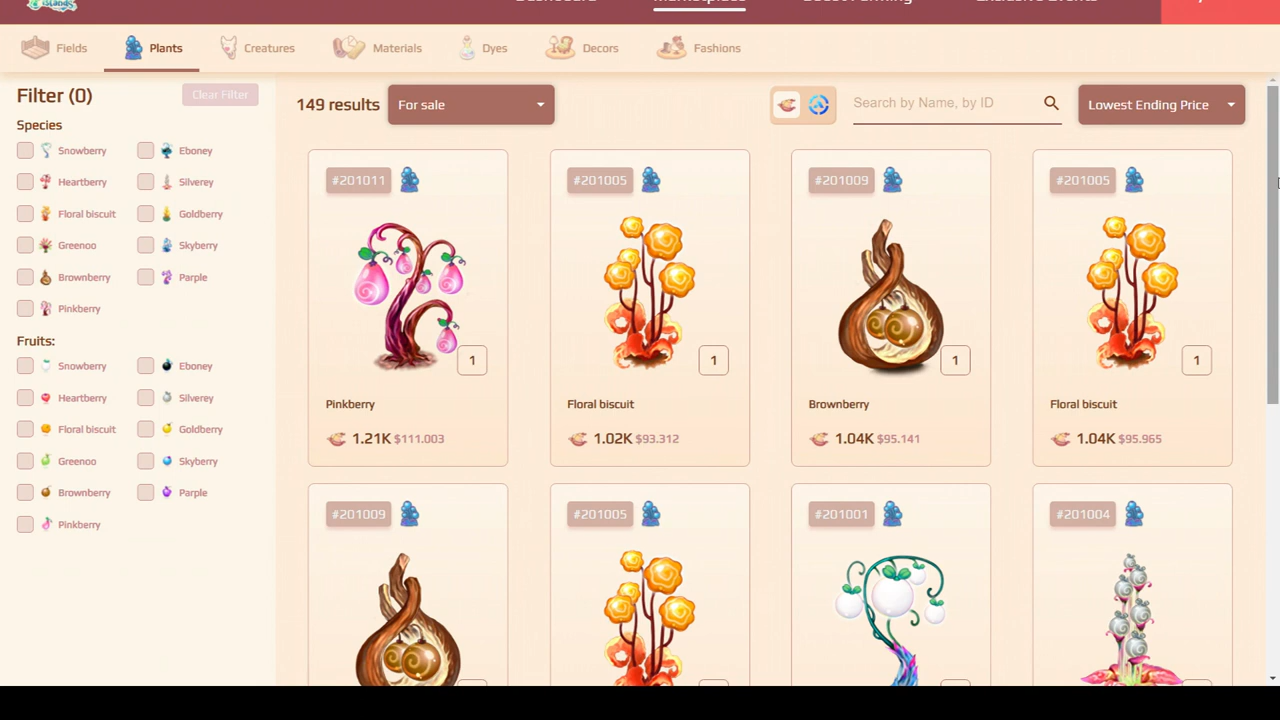 Fields
Plants
Creatures
Materials
Dyes
Decors
Fashions
Filter (0)
Clear Filter
Species
Snowberry
Eboney
Heartberry
Silverey
Floral biscuit
Goldberry
Greenoo
Skyberry
Brownberry
Parple
Pinkberry
Fruits:
Snowberry
Eboney
Heartberry
Silverey
Floral biscuit
Goldberry
Greenoo
Skyberry
Brownberry
Parple
Pinkberry
149 results
For sale
Search by Name, by ID
Lowest Ending Price
#201011
1
Pinkberry
1.21K $111.003
#201005
1
Floral biscuit
1.02K $93.312
#201009
1
Brownberry
1.04K $95.141
#201005
1
Floral biscuit
1.04K $95.965
#201009
#201005
#201001
#201004